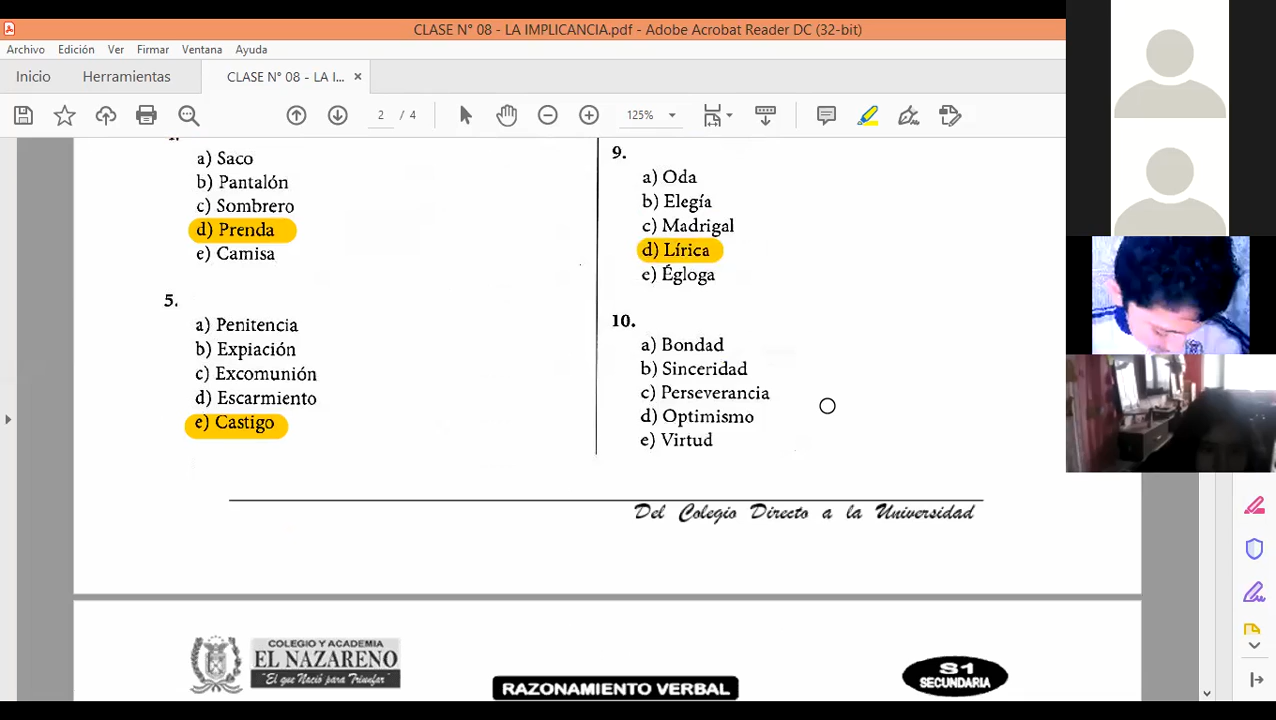 CLASE N° 08 - LA IMPLICANCIA.pdf - Adobe Acrobat Reader DC (32-bit)
Archivo Edición Ver Firmar Ventana Ayuda
Inicio Herramientas CLASE N° 08 - LA I... ×
2 / 4 125%
a) Saco
b) Pantalón
c) Sombrero
d) Prenda
e) Camisa
5.
a) Penitencia
b) Expiación
c) Excomunión
d) Escarmiento
e) Castigo
9.
a) Oda
b) Elegía
c) Madrigal
d) Lírica
e) Égloga
10.
a) Bondad
b) Sinceridad
c) Perseverancia
d) Optimismo
e) Virtud
Del Colegio Directo a la Universidad
COLEGIO Y ACADEMIA
EL NAZARENO
"El que Nació para Triunfar"
RAZONAMIENTO VERBAL
S1
SECUNDARIA